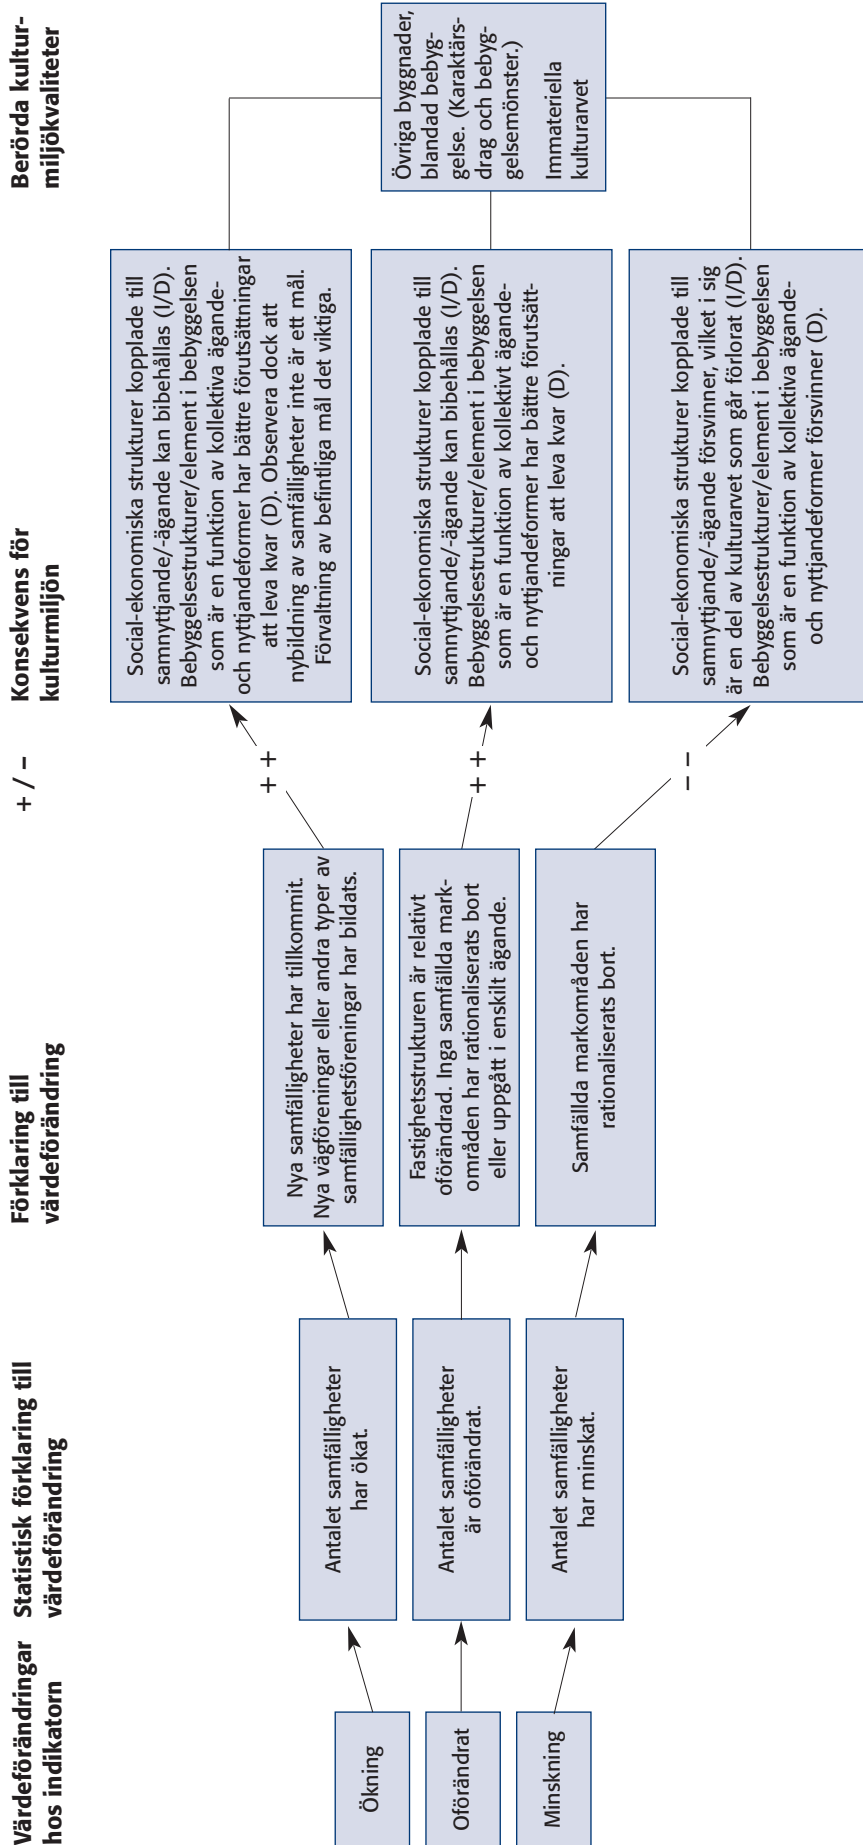 Värdeförändringar
hos indikatorn
Statistisk förklaring till
värdeförändring
Förklaring till
värdeförändring
+ / –
Konsekvens för
kulturmiljön
Berörda kultur-
miljökvaliteter
Ökning
Antalet samfälligheter
har ökat.
Nya samfälligheter har tillkommit.
Nya vägföreningar eller andra typer av
samfällighetsföreningar har bildats.
+ +
Social-ekonomiska strukturer kopplade till
samnyttjande/-ägande kan bibehållas (I/D).
Bebyggelsestrukturer/element i bebyggelsen
som är en funktion av kollektiva ägande-
och nyttjandeformer har bättre förutsättningar
att leva kvar (D). Observera dock att
nybildning av samfälligheter inte är ett mål.
Förvaltning av befintliga mål det viktiga.
Oförändrat
Antalet samfälligheter
är oförändrat.
Fastighetsstrukturen är relativt
oförändrad. Inga samfällda mark-
områden har rationaliserats bort
eller uppgått i enskilt ägande.
+ +
Social-ekonomiska strukturer kopplade till
samnyttjande/-ägande kan bibehållas (I/D).
Bebyggelsestrukturer/element i bebyggelsen
som är en funktion av kollektivt ägande-
och nyttjandeformer har bättre förutsätt-
ningar att leva kvar (D).
Minskning
Antalet samfälligheter
har minskat.
Samfällda markområden har
rationaliserats bort.
– –
Social-ekonomiska strukturer kopplade till
samnyttjande/-ägande försvinner, vilket i sig
är en del av kulturarvet som går förlorat (I/D).
Bebyggelsestrukturer/element i bebyggelsen
som är en funktion av kollektiva ägande-
och nyttjandeformer försvinner (D).
Övriga byggnader,
blandad bebyg-
gelse. (Karaktärs-
drag och bebyg-
gelsemönster.)
Immateriella
kulturarvet